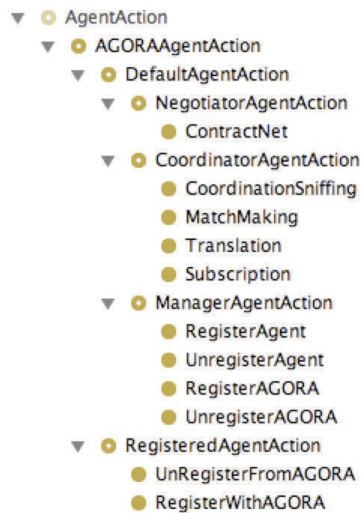 AgentAction
AGORAAgentAction
DefaultAgentAction
NegotiatorAgentAction
ContractNet
CoordinatorAgentAction
CoordinationSniffing
MatchMaking
Translation
Subscription
ManagerAgentAction
RegisterAgent
UnregisterAgent
RegisterAGORA
UnregisterAGORA
RegisteredAgentAction
UnRegisterFromAGORA
RegisterWithAGORA